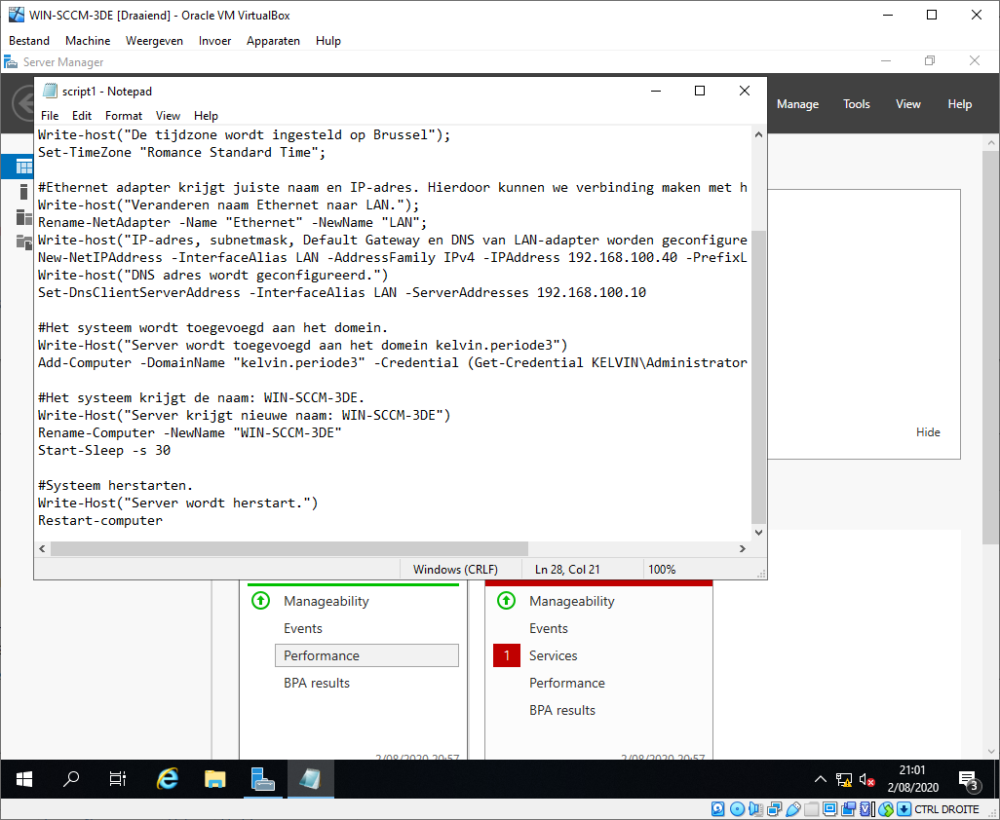 WIN-SCCM-3DE [Draaiend] - Oracle VM VirtualBox
Bestand Machine Weergeven Invoer Apparaten Hulp
Server Manager
script1 - Notepad
Manage Tools View Help
File Edit Format View Help
Write-host("De tijdzone wordt ingesteld op Brussel");
Set-TimeZone "Romance Standard Time";
#Ethernet adapter krijgt juiste naam en IP-adres. Hierdoor kunnen we verbinding maken met h
Write-host("Veranderen naam Ethernet naar LAN.");
Rename-NetAdapter -Name "Ethernet" -NewName "LAN";
Write-host("IP-adres, subnetmask, Default Gateway en DNS van LAN-adapter worden geconfigure
New-NetIPAddress -InterfaceAlias LAN -AddressFamily IPv4 -IPAddress 192.168.100.40 -PrefixL
Write-host("DNS adres wordt geconfigureerd.")
Set-DnsClientServerAddress -InterfaceAlias LAN -ServerAddresses 192.168.100.10
#Het systeem wordt toegevoegd aan het domein.
Write-Host("Server wordt toegevoegd aan het domein kelvin.periode3")
Add-Computer -DomainName "kelvin.periode3" -Credential (Get-Credential KELVIN\Administrator
#Het systeem krijgt de naam: WIN-SCCM-3DE.
Write-Host("Server krijgt nieuwe naam: WIN-SCCM-3DE")
Rename-Computer -NewName "WIN-SCCM-3DE"
Start-Sleep -s 30
Hide
#Systeem herstarten.
Write-Host("Server wordt herstart.")
Restart-computer
Windows (CRLF) Ln 28, Col 21 100%
Manageability
Events
Performance
BPA results
2/08/2020 20:57
Manageability
Events
1 Services
Performance
BPA results
2/08/2020 20:57
21:01
2/08/2020
3
CTRL DROITE